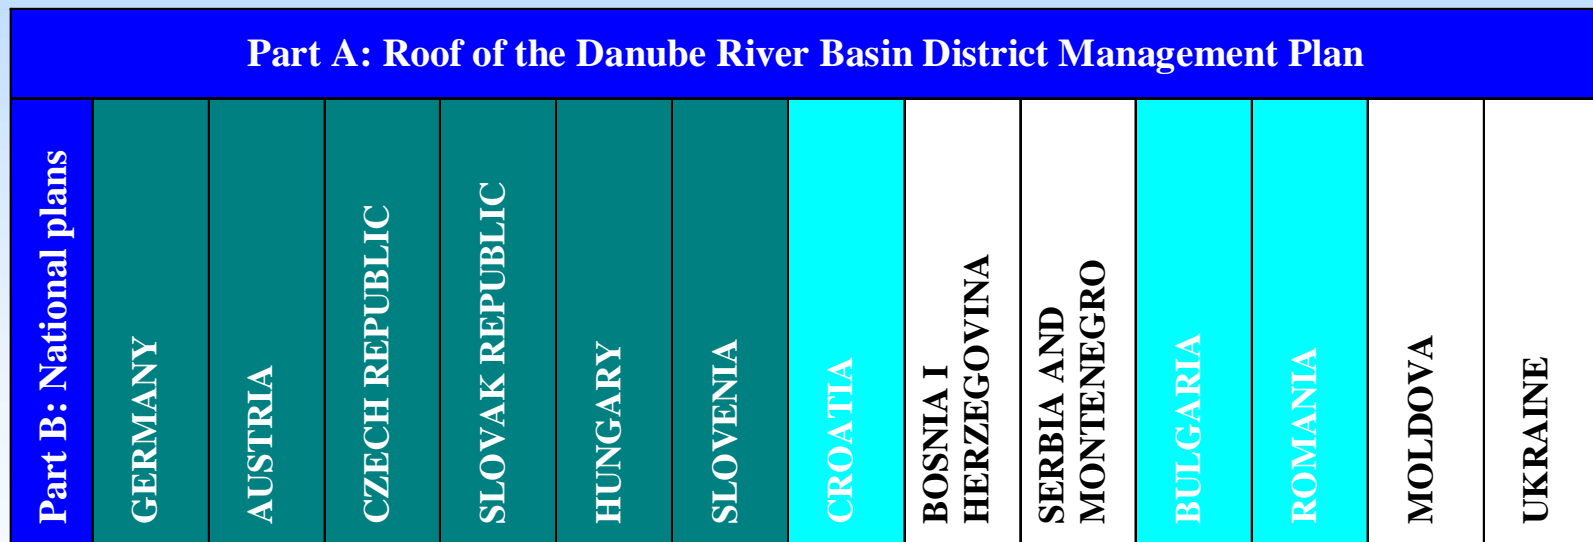 Part A: Roof of the Danube River Basin District Management Plan
Part B: National plans
GERMANY
AUSTRIA
CZECH REPUBLIC
SLOVAK REPUBLIC
HUNGARY
SLOVENIA
CROATIA
BOSNIA I
HERZEGOVINA
SERBIA AND
MONTENEGRO
BULGARIA
ROMANIA
MOLDOVA
UKRAINE